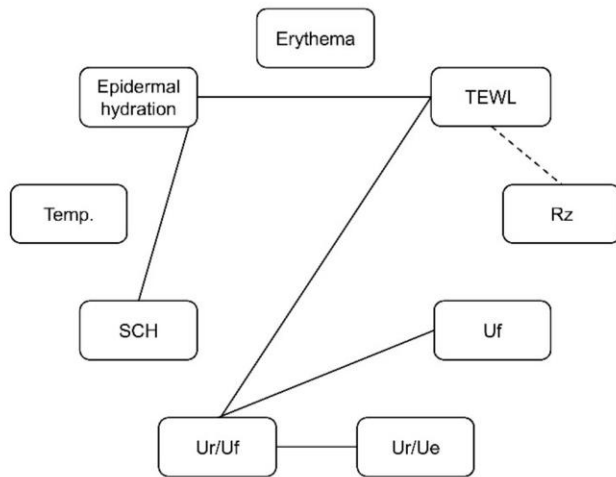 Erythema
Epidermal
hydration
TEWL
Temp.
Rz
SCH
Uf
Ur/Uf
Ur/Ue